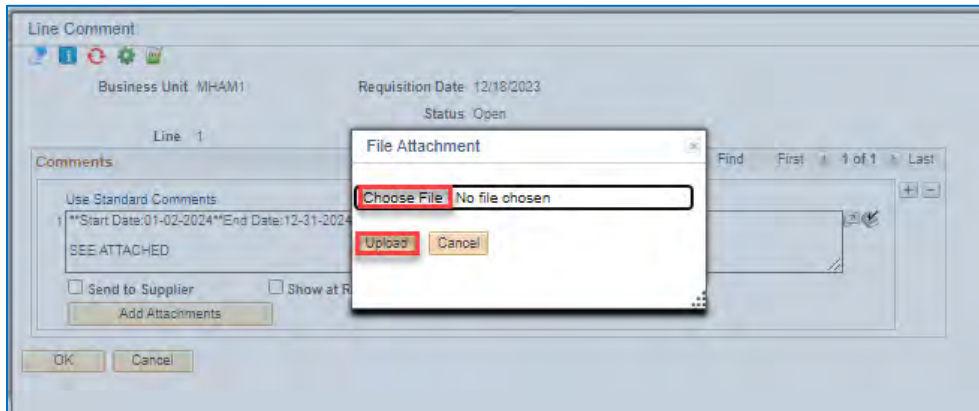 Line Comment
Business Unit MHAM1 Requisition Date 12/18/2023
Status Open
Line 1
File Attachment
Comments Find First 1 of 1 Last
Choose File No file chosen
Use Standard Comments
1 **Start Date:01-02-2024**End Date:12-31-2024
SEE ATTACHED
Upload Cancel
Send to Supplier Show at R
Add Attachments
OK Cancel